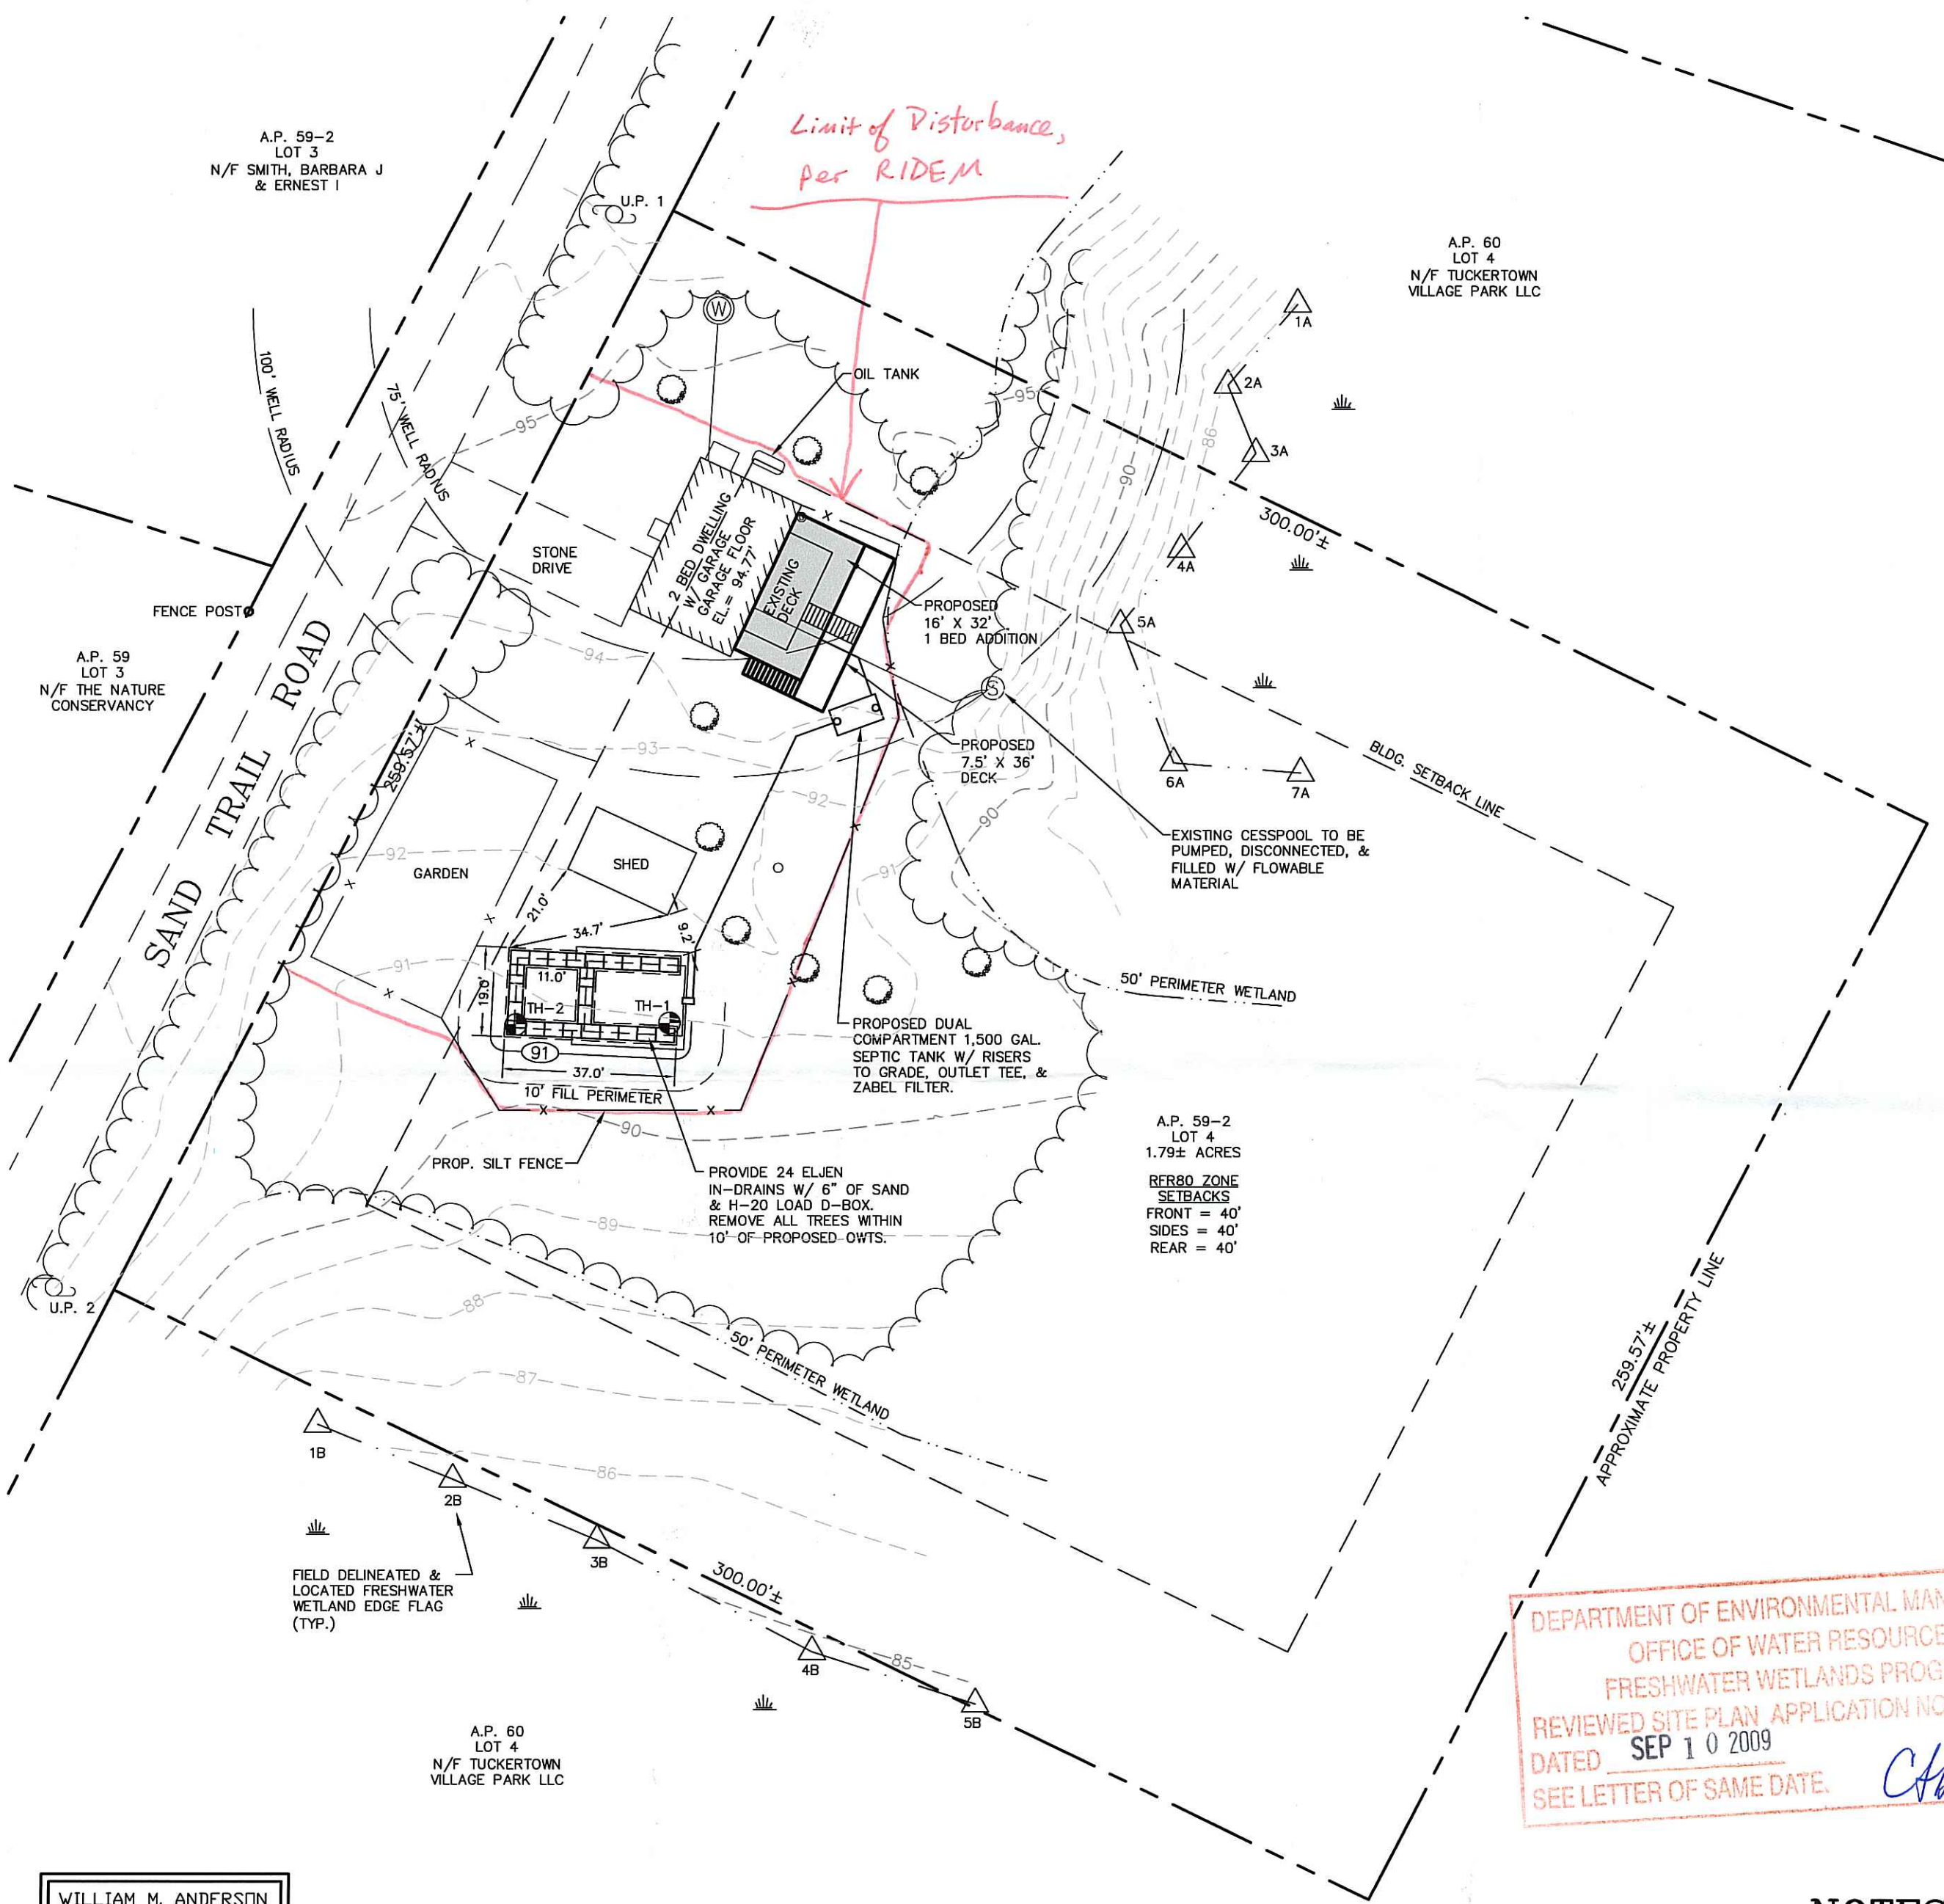 Limit of Disturbance,
Per RIDEM
A.P. 59-2
LOT 3
N/F SMITH, BARBARA J
& ERNEST I
U.P. 1
A.P. 60
LOT 4
N/F TUCKERTOWN
VILLAGE PARK LLC
1A
2A
3A
4A
5A
6A
7A
W
OIL TANK
100' WELL RADIUS
75' WELL RADIUS
95
95
86
90
300.00'±
STONE
DRIVE
2 BED DWELLING
W/ GARAGE
GARAGE FLOOR
EL.= 94.77'
EXISTING
DECK
PROPOSED
16' X 32'
1 BED ADDITION
FENCE POST
A.P. 59
LOT 3
N/F THE NATURE
CONSERVANCY
SAND TRAIL ROAD
259.57'±
94
93
S
PROPOSED
7.5' X 36'
DECK
BLDG. SETBACK LINE
92
90
92
91
EXISTING CESSPOOL TO BE
PUMPED, DISCONNECTED, &
FILLED W/ FLOWABLE
MATERIAL
GARDEN
SHED
21.0'
34.7'
9.2'
91
19.0'
11.0'
TH-2
TH-1
91
37.0'
10' FILL PERIMETER
50' PERIMETER WETLAND
PROPOSED DUAL
COMPARTMENT 1,500 GAL.
SEPTIC TANK W/ RISERS
TO GRADE, OUTLET TEE, &
ZABEL FILTER.
90
PROP. SILT FENCE
PROVIDE 24 ELJEN
IN-DRAINS W/ 6" OF SAND
& H-20 LOAD D-BOX.
REMOVE ALL TREES WITHIN
10' OF PROPOSED OWTS.
A.P. 59-2
LOT 4
1.79± ACRES
RFR80 ZONE
SETBACKS
FRONT = 40'
SIDES = 40'
REAR = 40'
89
88
U.P. 2
50' PERIMETER WETLAND
87
86
259.57'±
APPROXIMATE PROPERTY LINE
1B
2B
3B
4B
5B
FIELD DELINEATED &
LOCATED FRESHWATER
WETLAND EDGE FLAG
(TYP.)
300.00'±
85
A.P. 60
LOT 4
N/F TUCKERTOWN
VILLAGE PARK LLC
DEPARTMENT OF ENVIRONMENTAL MAN
OFFICE OF WATER RESOURCE
FRESHWATER WETLANDS PROG
REVIEWED SITE PLAN APPLICATION NO
DATED SEP 10 2009
SEE LETTER OF SAME DATE.
WILLIAM M. ANDERSON
NOTES